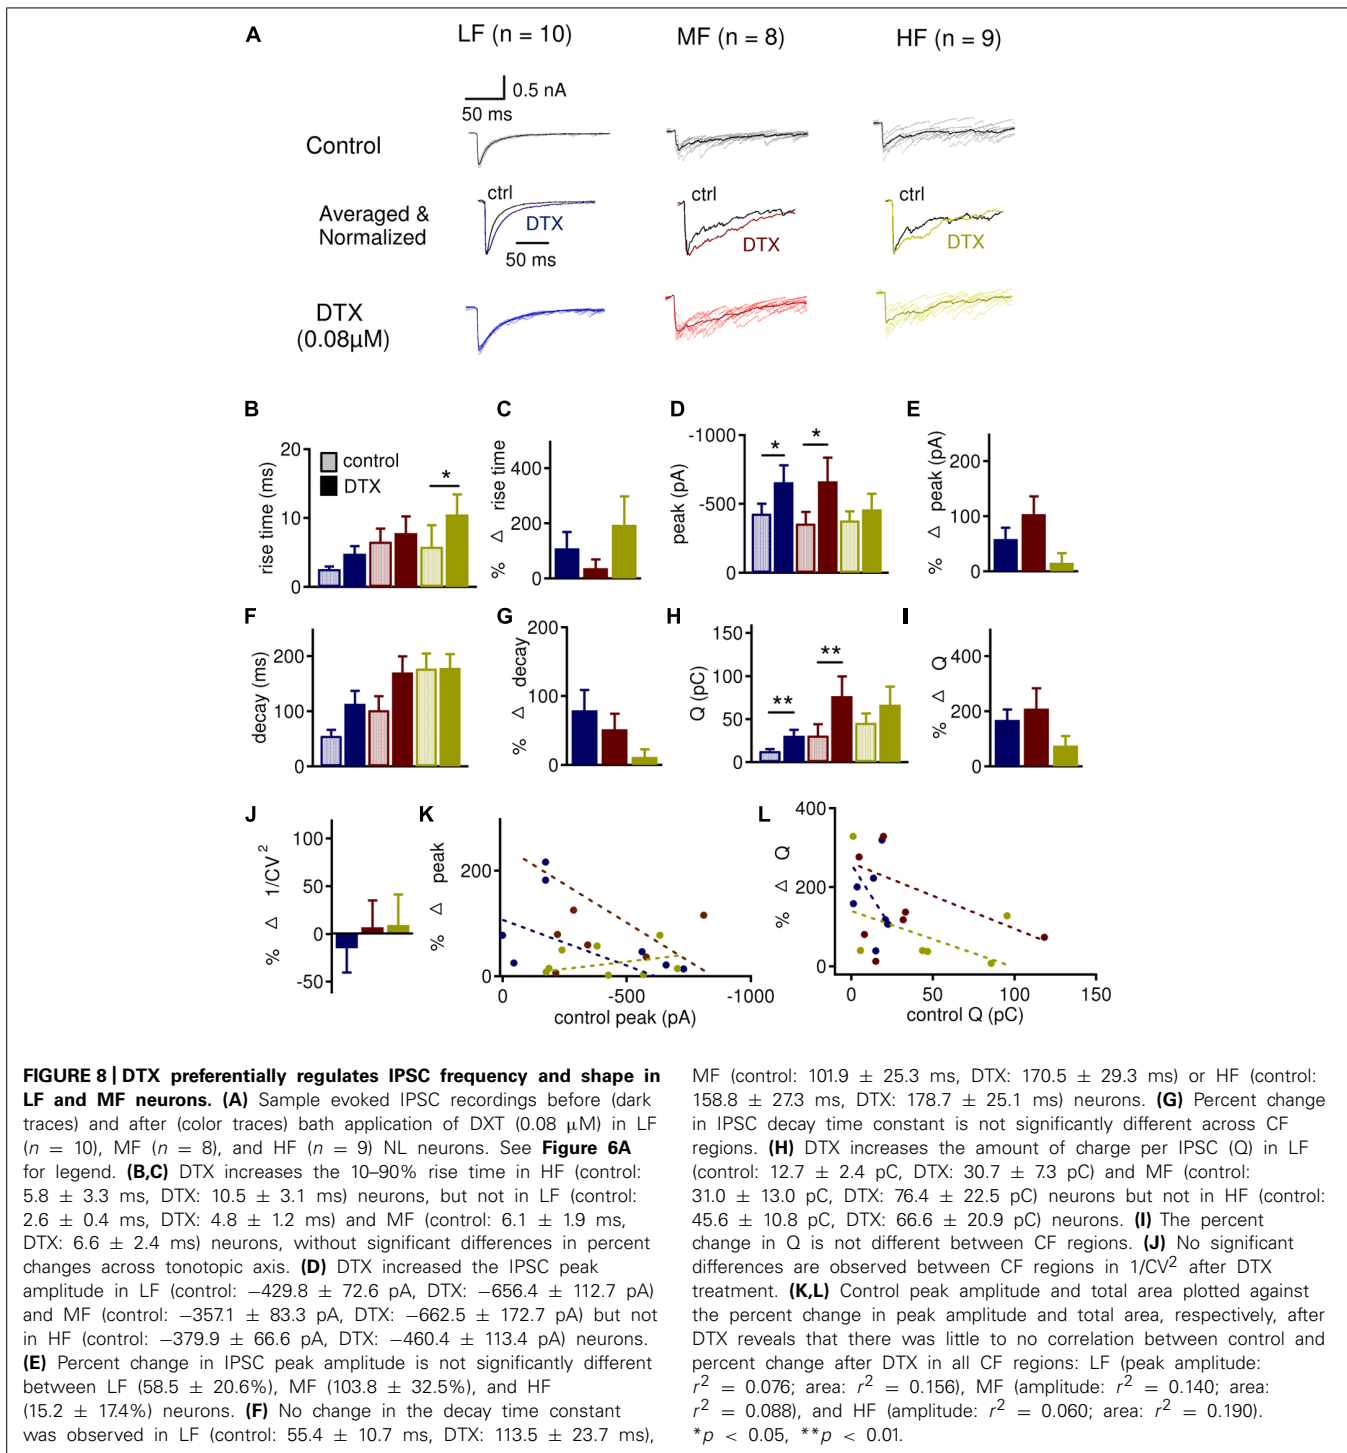 A
LF (n = 10)
MF (n = 8)
HF (n = 9)
0.5 nA
50 ms
Control
ctrl
ctrl
ctrl
Averaged &
Normalized
DTX
DTX
DTX
50 ms
DTX
(0.08µM)
B
rise time (ms)
20
10
0
control
DTX
*
C
% Δ rise time
400
200
0
D
peak (pA)
-1000
-500
0
*
*
E
% Δ peak (pA)
200
100
0
F
decay (ms)
200
100
0
G
% Δ decay
200
100
0
H
Q (pC)
150
100
50
0
**
**
I
% Δ Q
400
200
0
J
% Δ 1/CV²
100
50
0
-50
K
% Δ peak
200
0
0
-500
-1000
control peak (pA)
L
% Δ Q
400
200
0
0
50
100
150
control Q (pC)
FIGURE 8 | DTX preferentially regulates IPSC frequency and shape in
LF and MF neurons. (A) Sample evoked IPSC recordings before (dark
traces) and after (color traces) bath application of DXT (0.08 μM) in LF
(n = 10), MF (n = 8), and HF (n = 9) NL neurons. See Figure 6A
for legend. (B,C) DTX increases the 10–90% rise time in HF (control:
5.8 ± 3.3 ms, DTX: 10.5 ± 3.1 ms) neurons, but not in LF (control:
2.6 ± 0.4 ms, DTX: 4.8 ± 1.2 ms) and MF (control: 6.1 ± 1.9 ms,
DTX: 6.6 ± 2.4 ms) neurons, without significant differences in percent
changes across tonotopic axis. (D) DTX increased the IPSC peak
amplitude in LF (control: −429.8 ± 72.6 pA, DTX: −656.4 ± 112.7 pA)
and MF (control: −357.1 ± 83.3 pA, DTX: −662.5 ± 172.7 pA) but not
in HF (control: −379.9 ± 66.6 pA, DTX: −460.4 ± 113.4 pA) neurons.
(E) Percent change in IPSC peak amplitude is not significantly different
between LF (58.5 ± 20.6%), MF (103.8 ± 32.5%), and HF
(15.2 ± 17.4%) neurons. (F) No change in the decay time constant
was observed in LF (control: 55.4 ± 10.7 ms, DTX: 113.5 ± 23.7 ms),
MF (control: 101.9 ± 25.3 ms, DTX: 170.5 ± 29.3 ms) or HF (control:
158.8 ± 27.3 ms, DTX: 178.7 ± 25.1 ms) neurons. (G) Percent change
in IPSC decay time constant is not significantly different across CF
regions. (H) DTX increases the amount of charge per IPSC (Q) in LF
(control: 12.7 ± 2.4 pC, DTX: 30.7 ± 7.3 pC) and MF (control:
31.0 ± 13.0 pC, DTX: 76.4 ± 22.5 pC) neurons but not in HF (control:
45.6 ± 10.8 pC, DTX: 66.6 ± 20.9 pC) neurons. (I) The percent
change in Q is not different between CF regions. (J) No significant
differences are observed between CF regions in 1/CV² after DTX
treatment. (K,L) Control peak amplitude and total area plotted against
the percent change in peak amplitude and total area, respectively, after
DTX reveals that there was little to no correlation between control and
percent change after DTX in all CF regions: LF (peak amplitude:
r² = 0.076; area: r² = 0.156), MF (amplitude: r² = 0.140; area:
r² = 0.088), and HF (amplitude: r² = 0.060; area: r² = 0.190).
*p < 0.05, **p < 0.01.